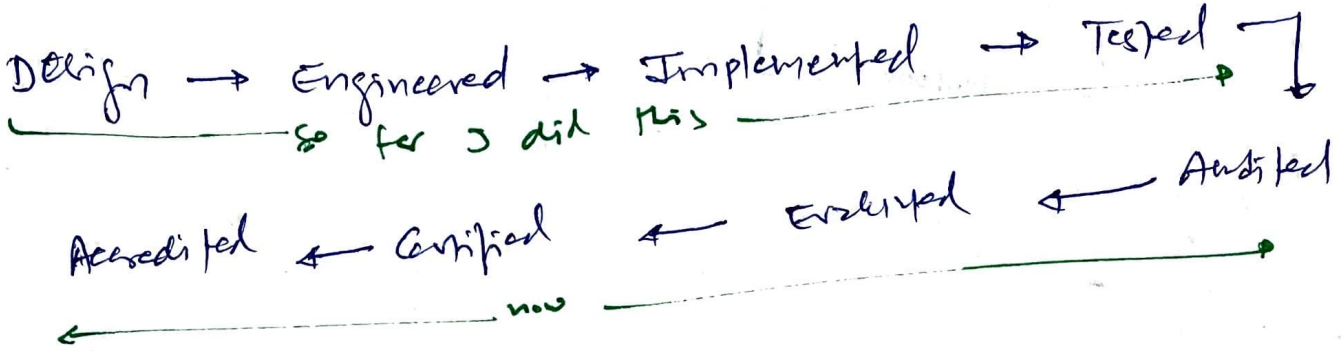 Design → Engineered → Implemented → Tested
so far I did this
Accredited ← Certified ← Evaluated ← Audited
now